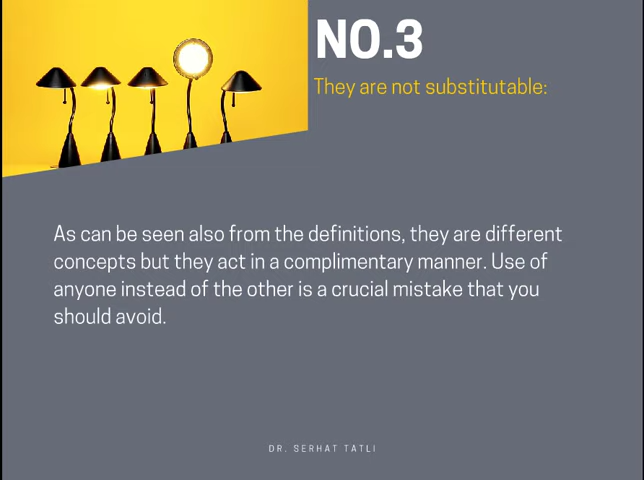 NO.3
They are not substitutable:
As can be seen also from the definitions, they are different
concepts but they act in a complimentary manner. Use of
anyone instead of the other is a crucial mistake that you
should avoid.
DR. SERHAT TATLI